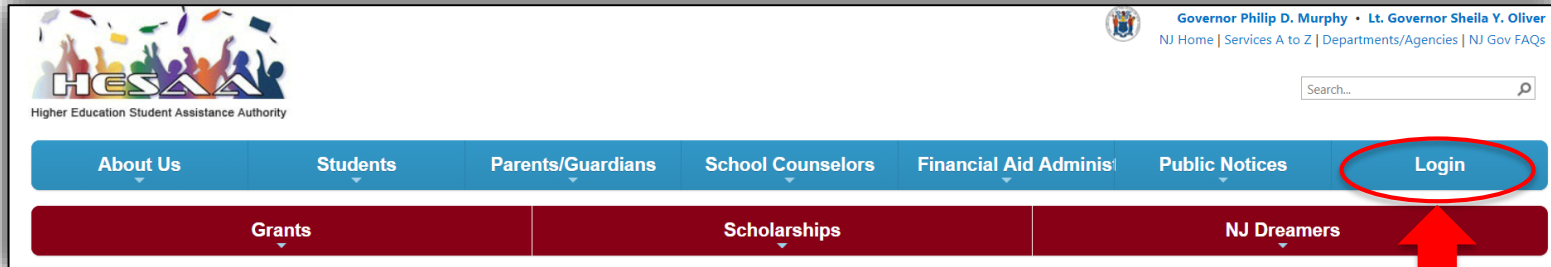 HESAA
Higher Education Student Assistance Authority
Governor Philip D. Murphy • Lt. Governor Sheila Y. Oliver
NJ Home | Services A to Z | Departments/Agencies | NJ Gov FAQs
Search...
About Us Students Parents/Guardians School Counselors Financial Aid Administ Public Notices Login
Grants Scholarships NJ Dreamers